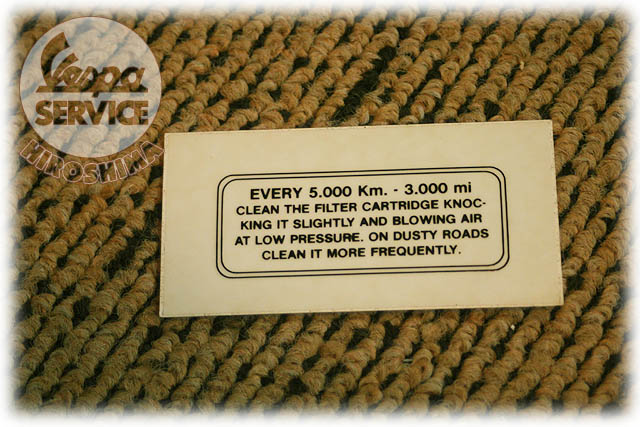 Vespa
SERVICE
HIROSHIMA
EVERY 5.000 Km. - 3.000 mi
CLEAN THE FILTER CARTRIDGE KNOC-
KING IT SLIGHTLY AND BLOWING AIR
AT LOW PRESSURE. ON DUSTY ROADS
CLEAN IT MORE FREQUENTLY.